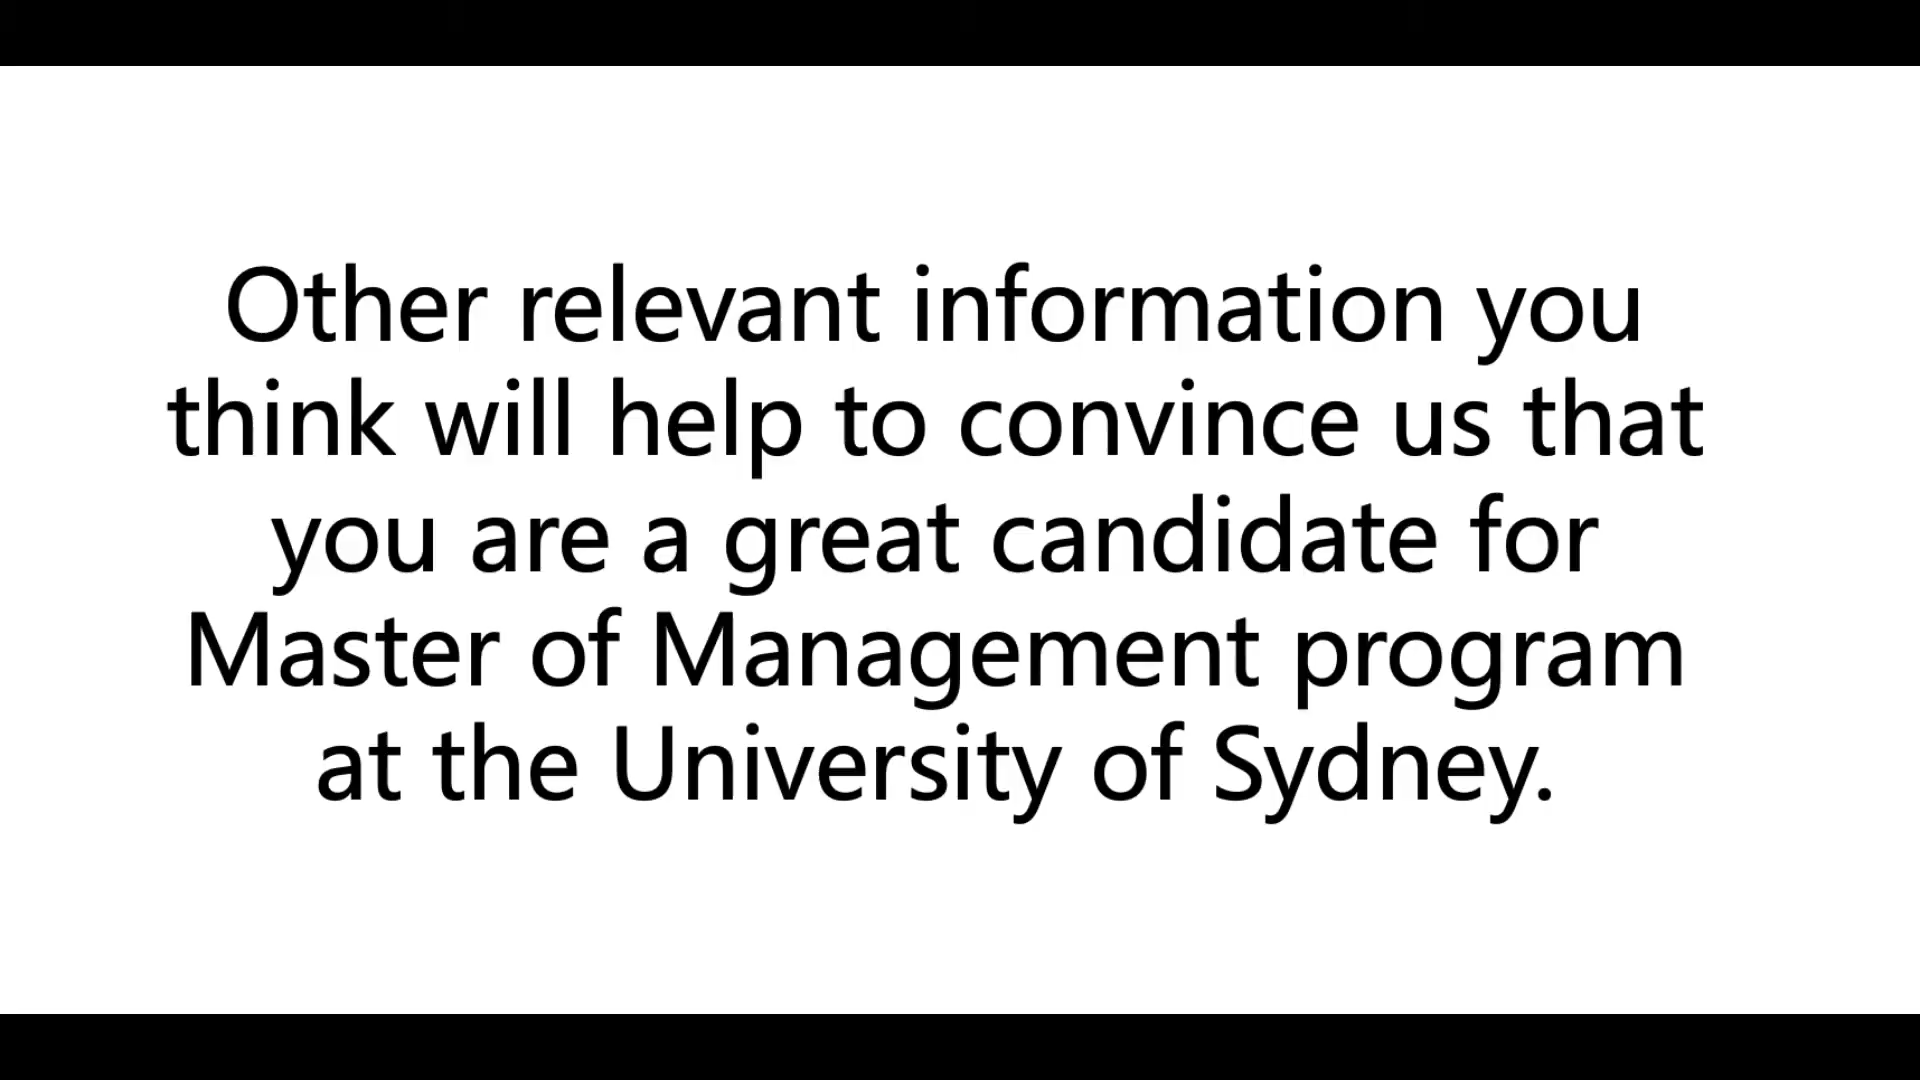 Other relevant information you
think will help to convince us that
you are a great candidate for
Master of Management program
at the University of Sydney.